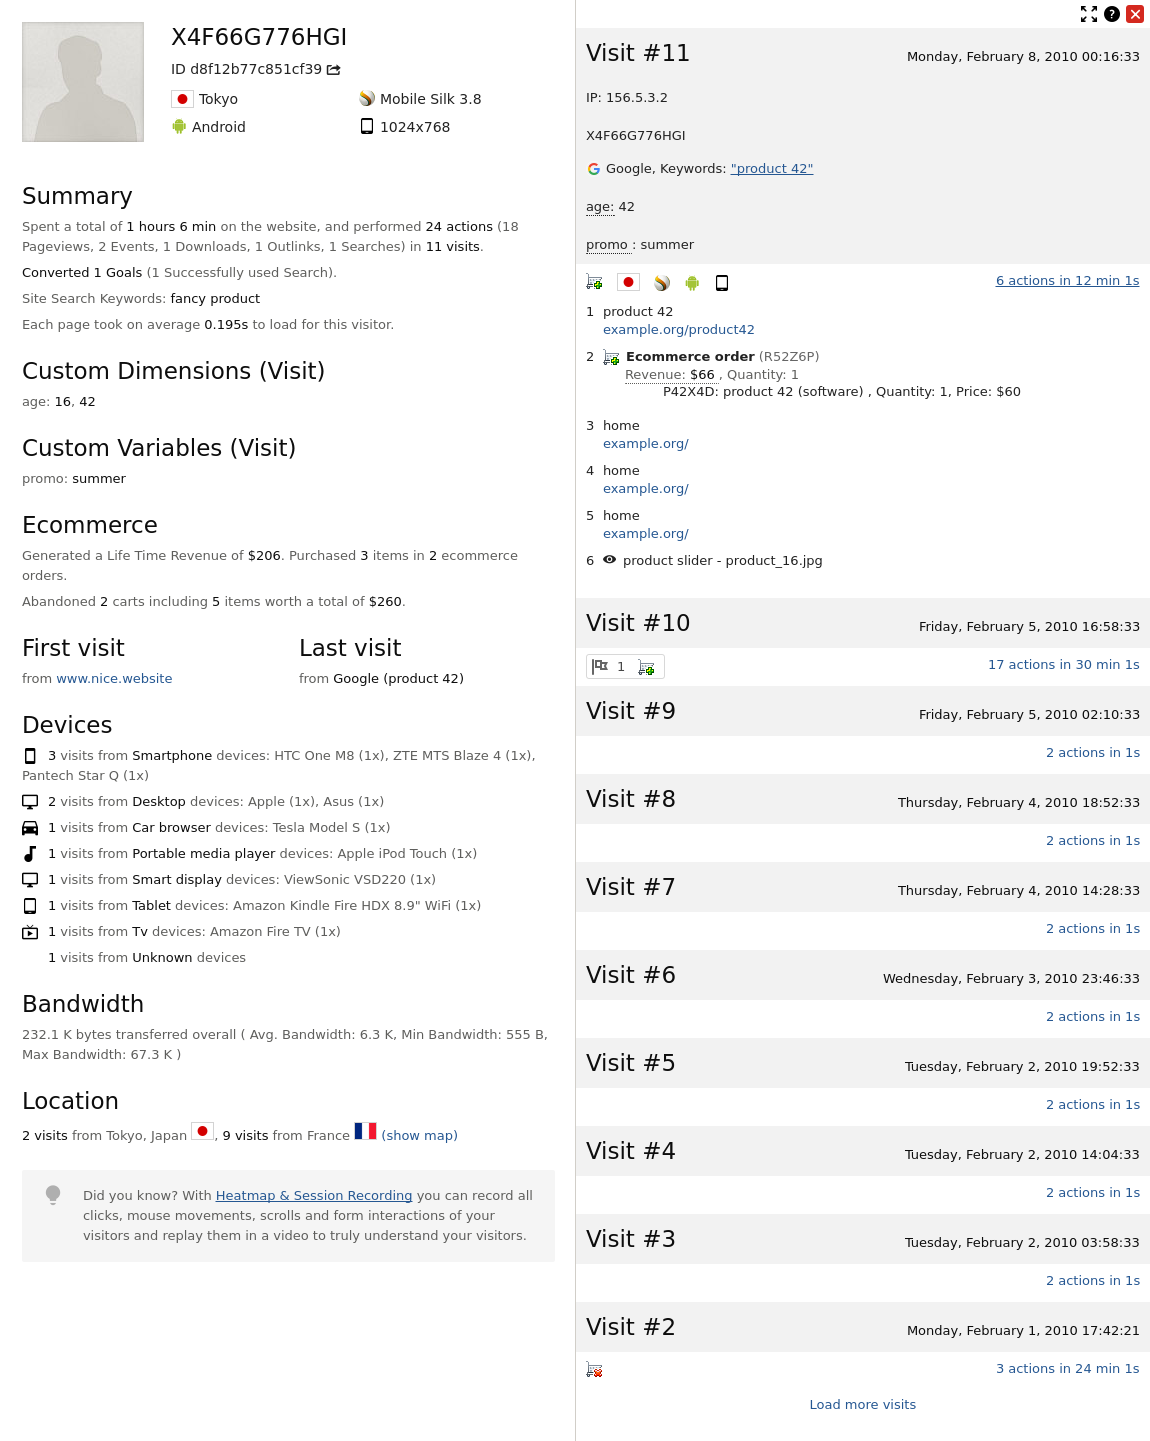 X4F66G776HGI
ID d8f12b77c851cf39
Tokyo
Mobile Silk 3.8
Android
1024x768
Summary
Spent a total of 1 hours 6 min on the website, and performed 24 actions (18
Pageviews, 2 Events, 1 Downloads, 1 Outlinks, 1 Searches) in 11 visits.
Converted 1 Goals (1 Successfully used Search).
Site Search Keywords: fancy product
Each page took on average 0.195s to load for this visitor.
Custom Dimensions (Visit)
age: 16, 42
Custom Variables (Visit)
promo: summer
Ecommerce
Generated a Life Time Revenue of $206. Purchased 3 items in 2 ecommerce
orders.
Abandoned 2 carts including 5 items worth a total of $260.
First visit
from www.nice.website
Last visit
from Google (product 42)
Devices
3 visits from Smartphone devices: HTC One M8 (1x), ZTE MTS Blaze 4 (1x),
Pantech Star Q (1x)
2 visits from Desktop devices: Apple (1x), Asus (1x)
1 visits from Car browser devices: Tesla Model S (1x)
1 visits from Portable media player devices: Apple iPod Touch (1x)
1 visits from Smart display devices: ViewSonic VSD220 (1x)
1 visits from Tablet devices: Amazon Kindle Fire HDX 8.9" WiFi (1x)
1 visits from Tv devices: Amazon Fire TV (1x)
1 visits from Unknown devices
Bandwidth
232.1 K bytes transferred overall ( Avg. Bandwidth: 6.3 K, Min Bandwidth: 555 B,
Max Bandwidth: 67.3 K )
Location
2 visits from Tokyo, Japan , 9 visits from France (show map)
Did you know? With Heatmap & Session Recording you can record all
clicks, mouse movements, scrolls and form interactions of your
visitors and replay them in a video to truly understand your visitors.
Visit #11
Monday, February 8, 2010 00:16:33
IP: 156.5.3.2
X4F66G776HGI
Google, Keywords: "product 42"
age: 42
promo : summer
6 actions in 12 min 1s
1 product 42
example.org/product42
2 Ecommerce order (R52Z6P)
Revenue: $66 , Quantity: 1
P42X4D: product 42 (software) , Quantity: 1, Price: $60
3 home
example.org/
4 home
example.org/
5 home
example.org/
6 product slider - product_16.jpg
Visit #10
Friday, February 5, 2010 16:58:33
1
17 actions in 30 min 1s
Visit #9
Friday, February 5, 2010 02:10:33
2 actions in 1s
Visit #8
Thursday, February 4, 2010 18:52:33
2 actions in 1s
Visit #7
Thursday, February 4, 2010 14:28:33
2 actions in 1s
Visit #6
Wednesday, February 3, 2010 23:46:33
2 actions in 1s
Visit #5
Tuesday, February 2, 2010 19:52:33
2 actions in 1s
Visit #4
Tuesday, February 2, 2010 14:04:33
2 actions in 1s
Visit #3
Tuesday, February 2, 2010 03:58:33
2 actions in 1s
Visit #2
Monday, February 1, 2010 17:42:21
3 actions in 24 min 1s
Load more visits